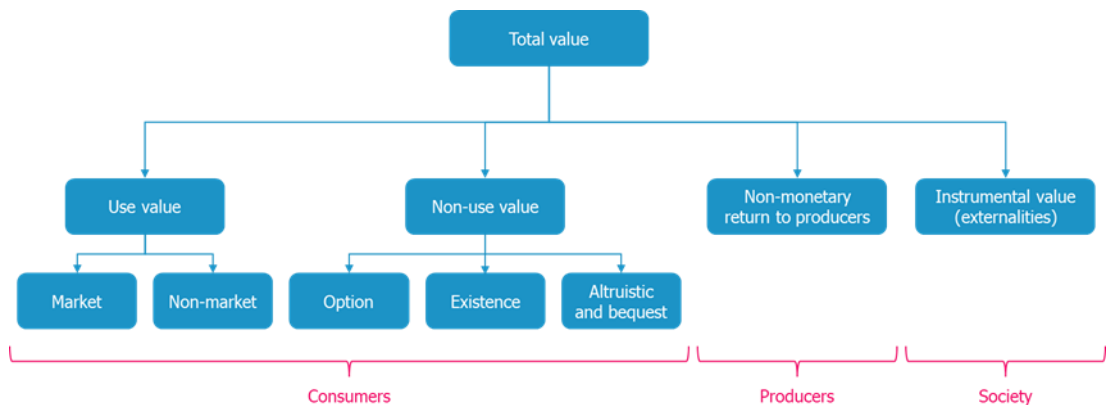 Total value
Use value
Non-use value
Non-monetary
return to producers
Instrumental value
(externalities)
Market
Non-market
Option
Existence
Altruistic
and bequest
Consumers
Producers
Society